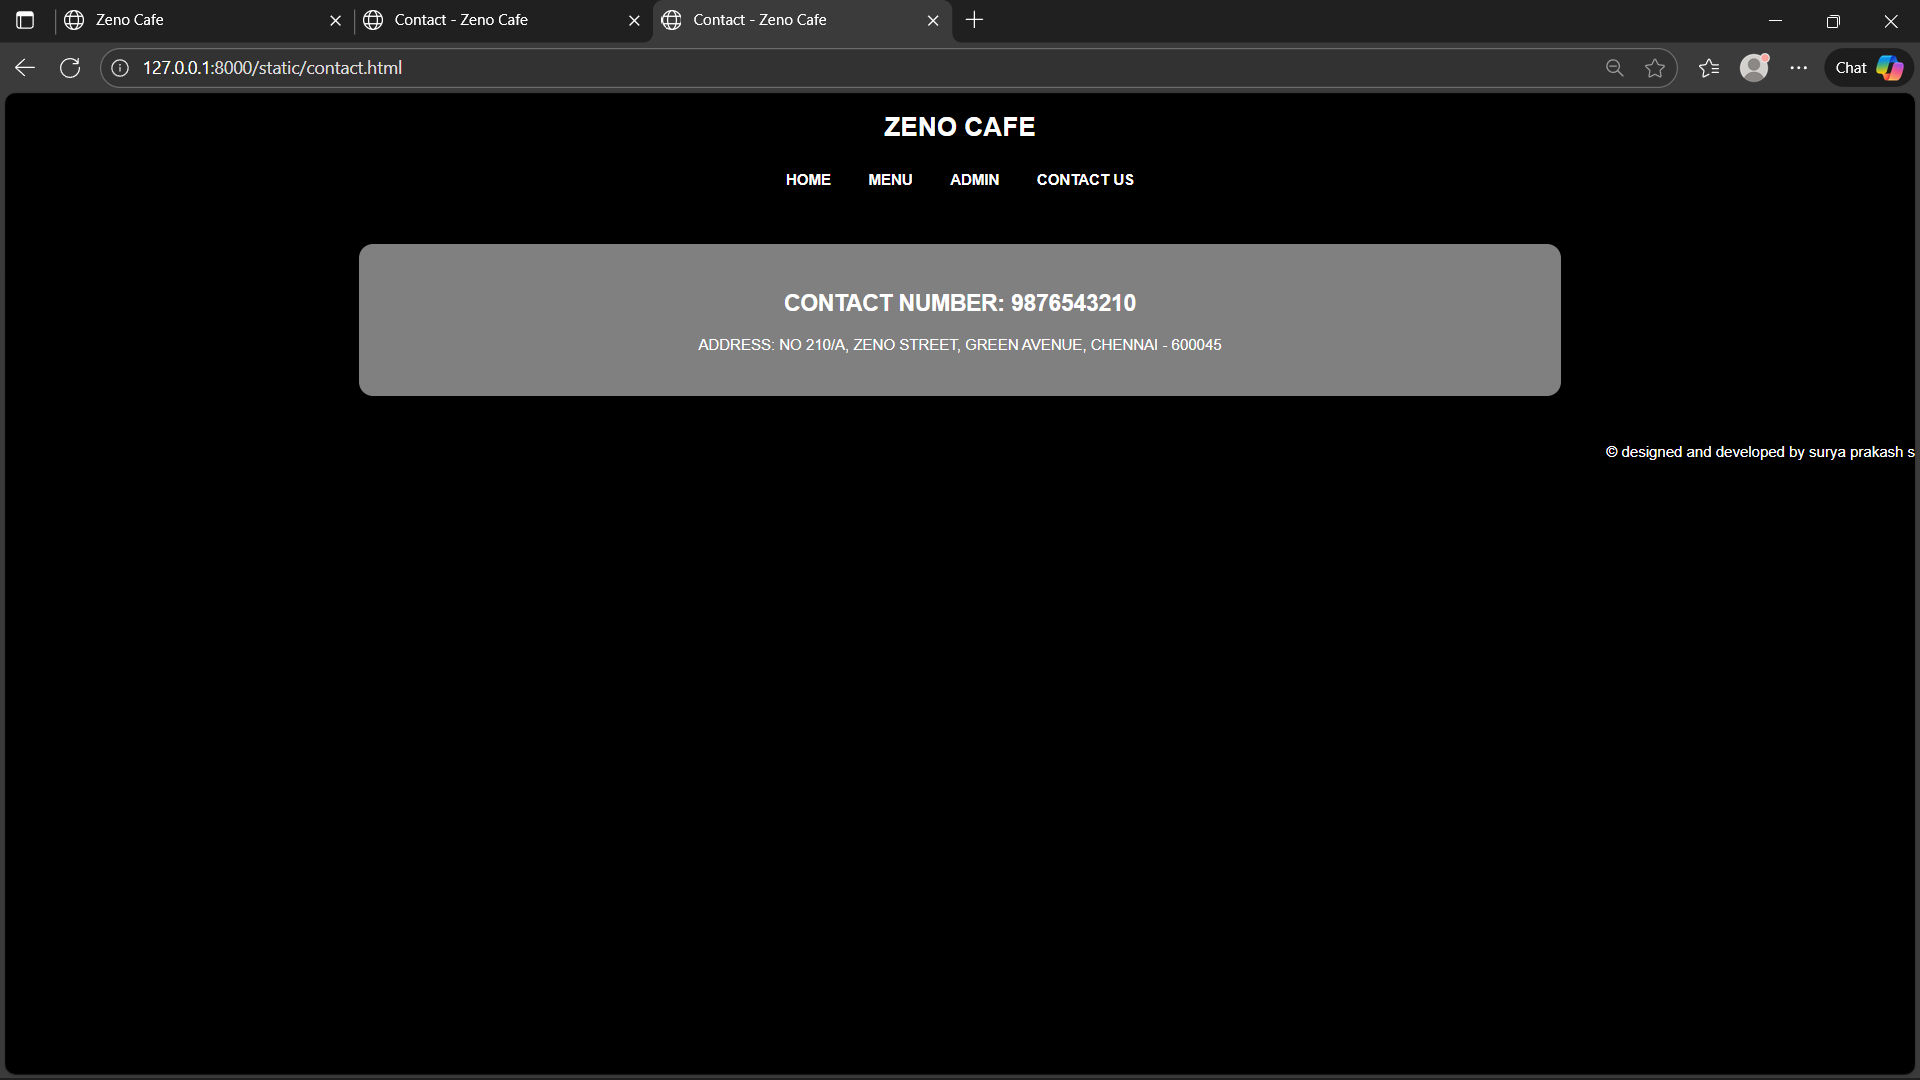 Zeno Cafe
Contact - Zeno Cafe
Contact - Zeno Cafe
127.0.0.1:8000/static/contact.html
Chat
ZENO CAFE
HOME MENU ADMIN CONTACT US
CONTACT NUMBER: 9876543210
ADDRESS: NO 210/A, ZENO STREET, GREEN AVENUE, CHENNAI - 600045
© designed and developed by surya prakash s